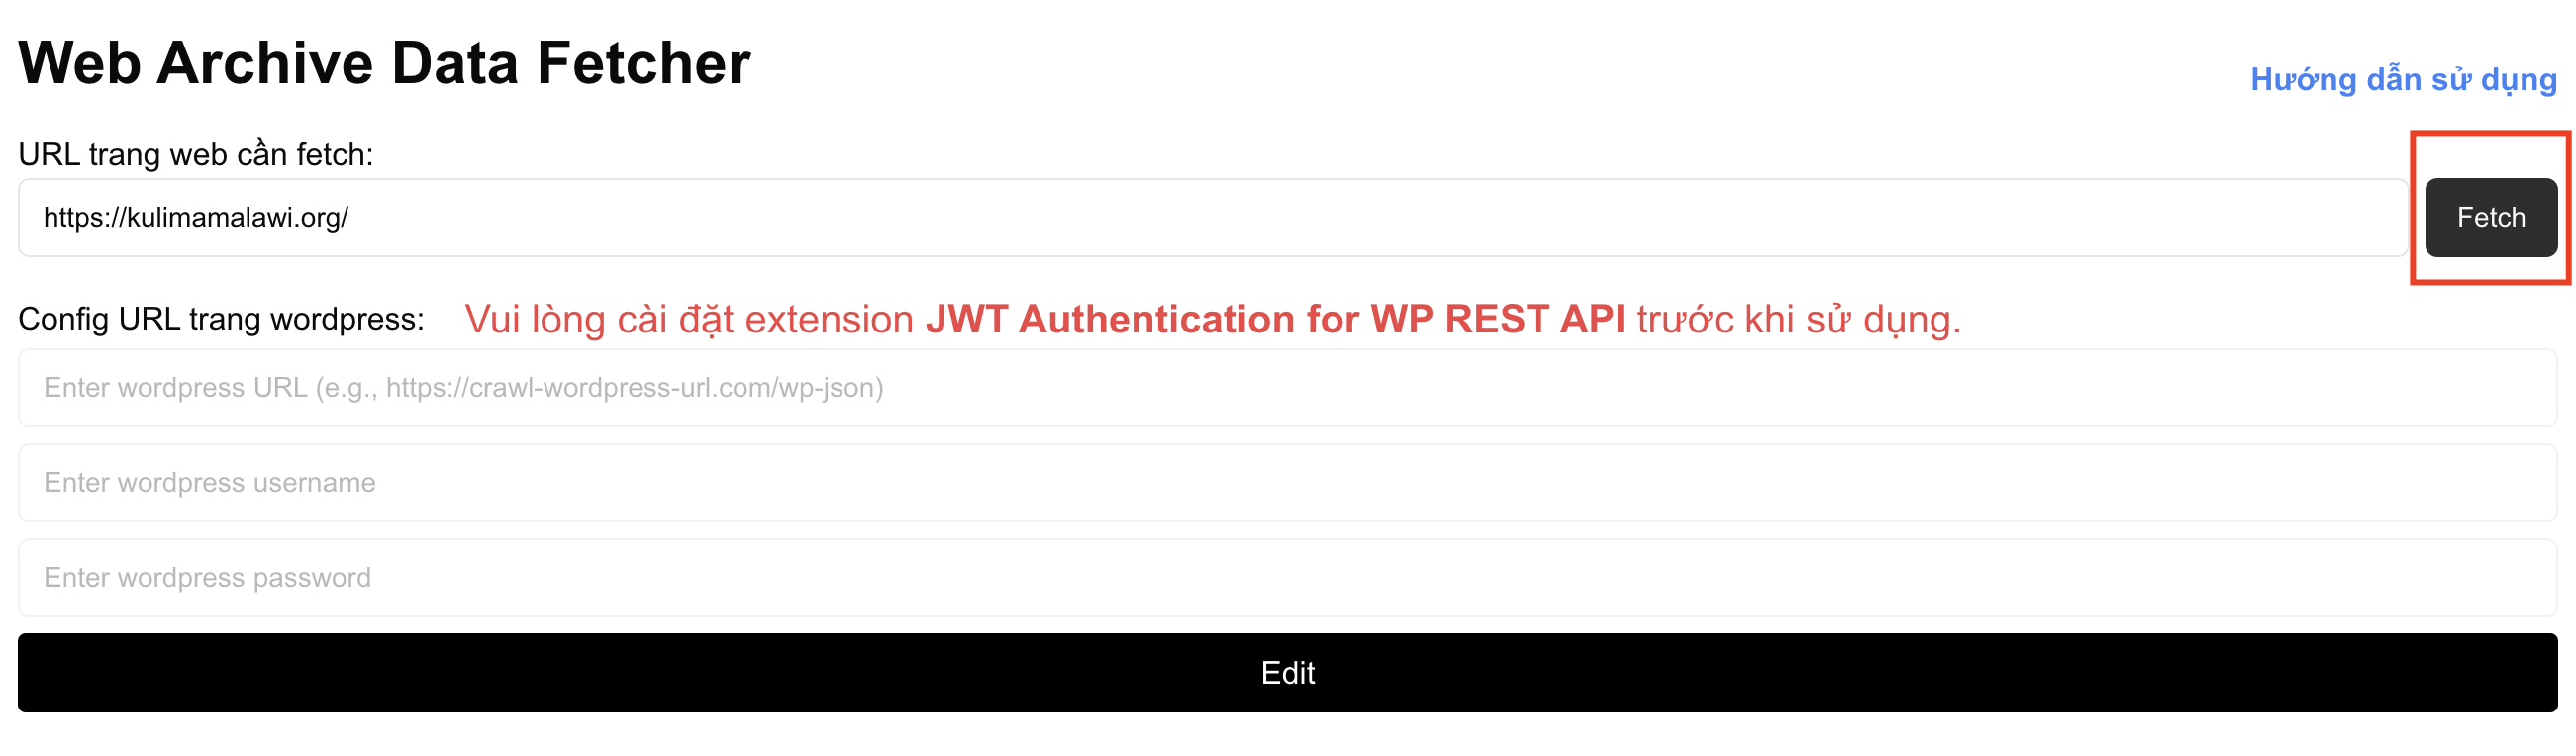 Web Archive Data Fetcher
Hướng dẫn sử dụng
URL trang web cần fetch:
https://kulimamalawi.org/
Fetch
Config URL trang wordpress: Vui lòng cài đặt extension JWT Authentication for WP REST API trước khi sử dụng.
Enter wordpress URL (e.g., https://crawl-wordpress-url.com/wp-json)
Enter wordpress username
Enter wordpress password
Edit